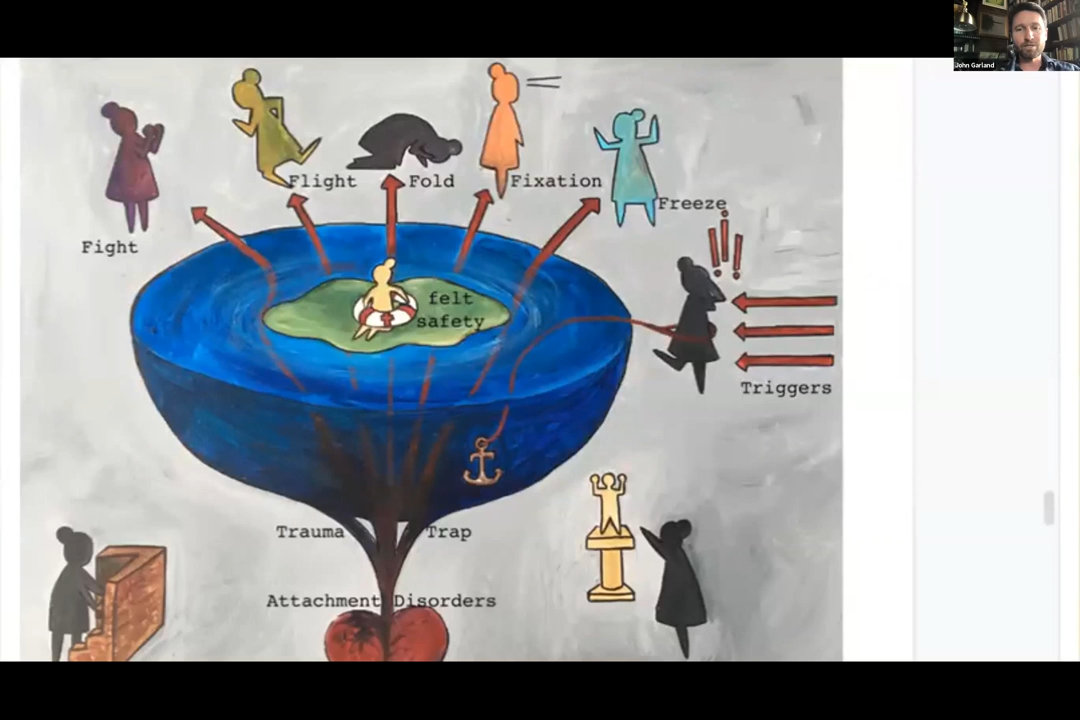 John Garland
Flight
Fold
Fixation
Freeze
Fight
felt
safety
Triggers
Trauma
Trap
Attachment Disorders